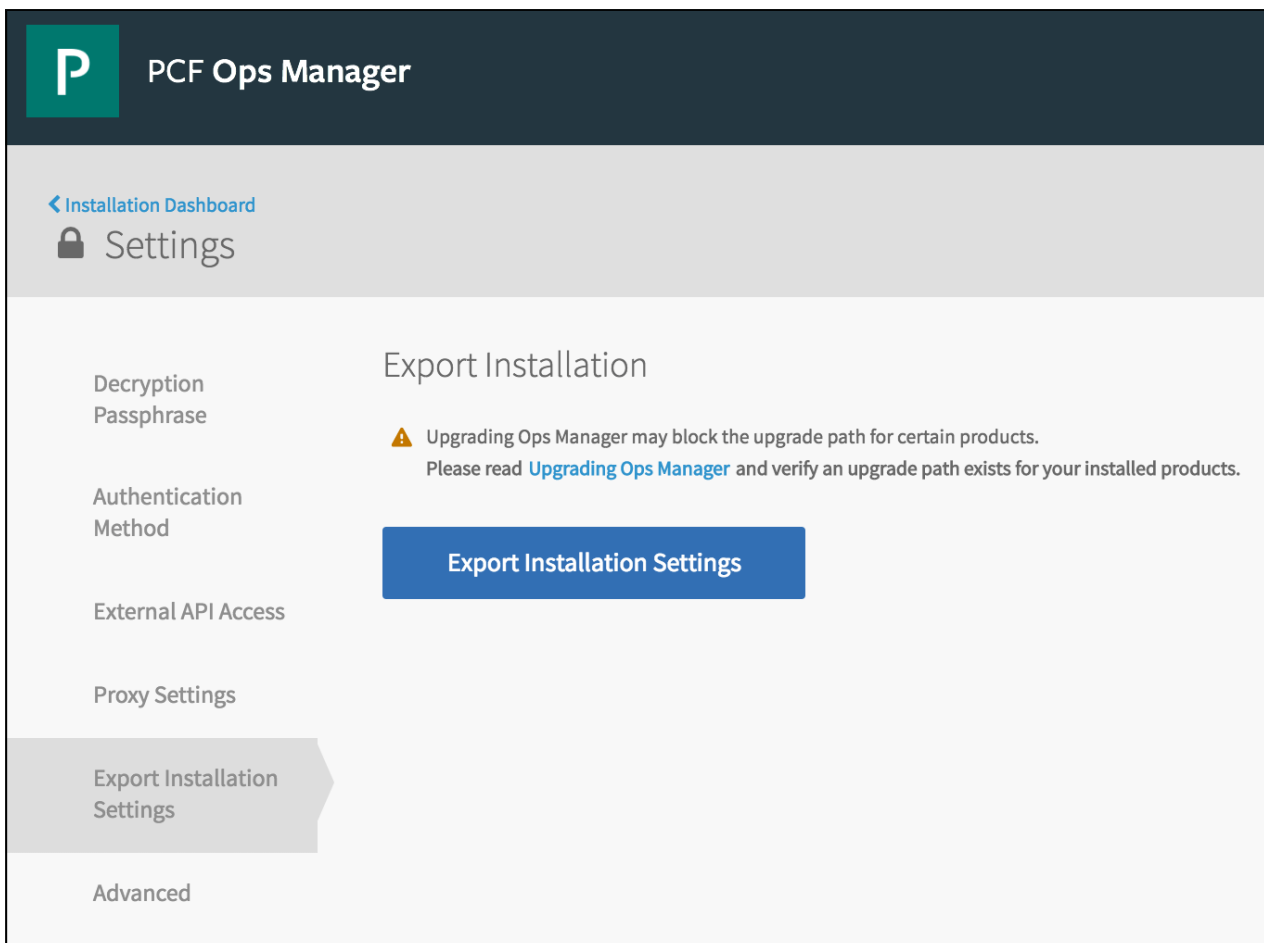 P
PCF Ops Manager
Installation Dashboard
Settings
Decryption
Passphrase
Authentication
Method
External API Access
Proxy Settings
Export Installation
Settings
Advanced
Export Installation
Upgrading Ops Manager may block the upgrade path for certain products.
Please read Upgrading Ops Manager and verify an upgrade path exists for your installed products.
Export Installation Settings